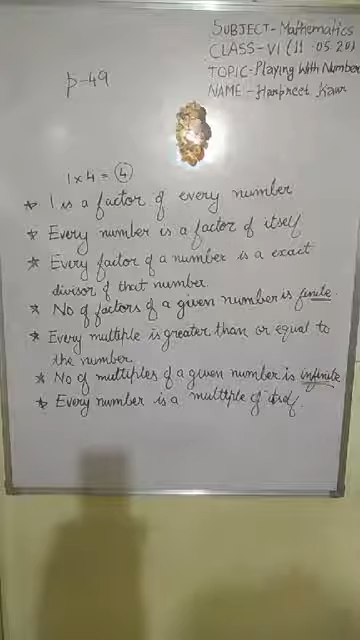 SUBJECT- Mathematics
CLASS-VI (11.05.20)
TOPIC-Playing With Number
NAME - Harpreet Kaur
p-49
1 x 4 = 4
* 1 is a factor of every number
* Every number is a factor of itself
* Every factor of a number is a exact
divisor of that number.
* No of factors of a given number is finite
* Every multiple is greater than or equal to
the number.
* No of multiples of a given number is infinite
* Every number is a multiple of itself.